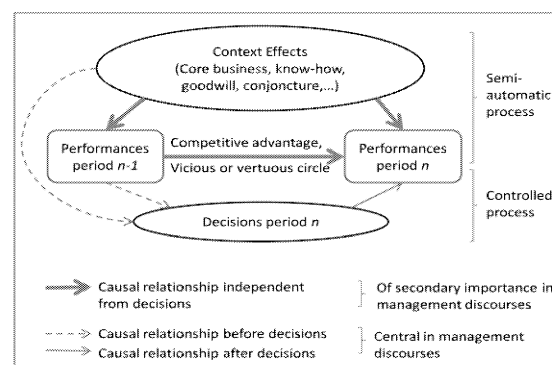 Context Effects
(Core business, know-how,
goodwill, conjoncture,...)
Semi-
automatic
process
Performances
period n-1
Competitive advantage,
Vicious or vertuous circle
Performances
period n
Controlled
process
Decisions period n
Causal relationship independent
from decisions
Of secondary importance in
management discourses
Causal relationship before decisions
Causal relationship after decisions
Central in management
discourses